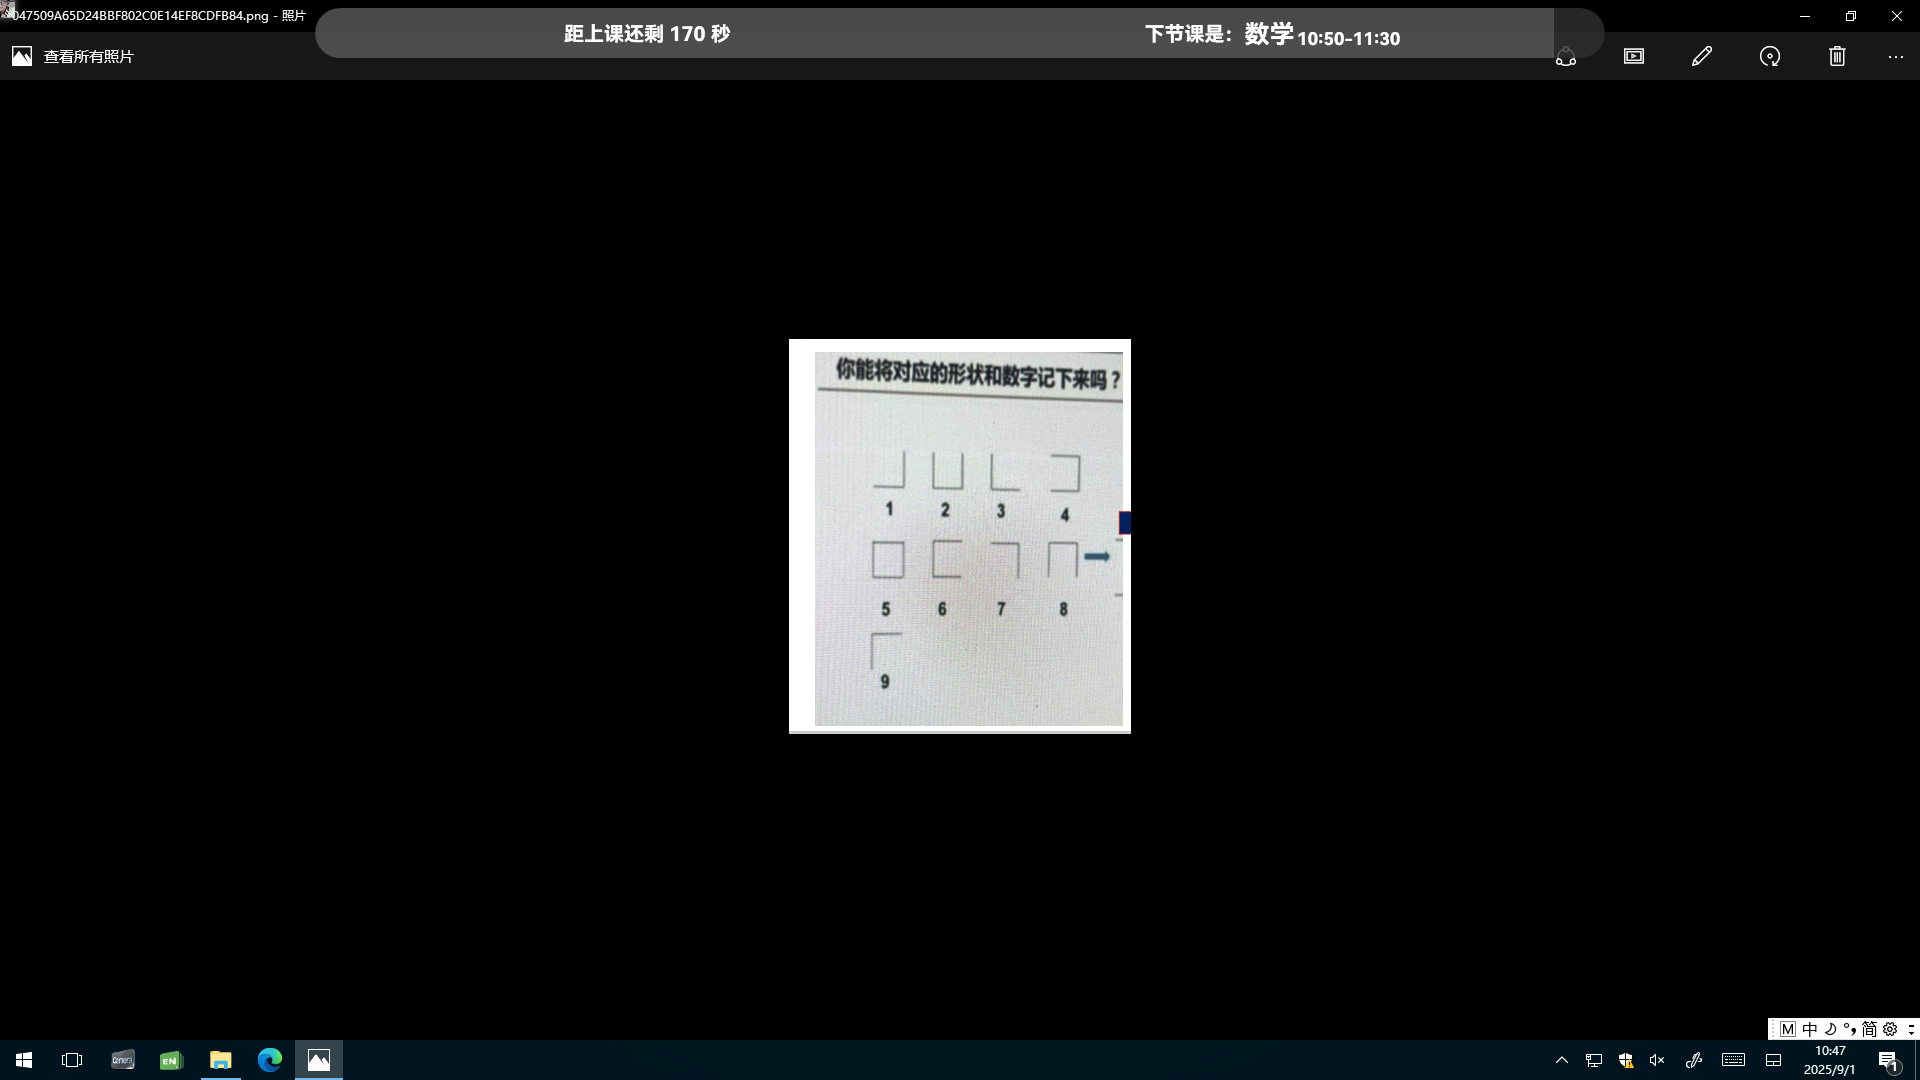 047509A65D24BBF802C0E14EF8CDFB84.png - 照片
距上课还剩 170 秒
下节课是：数学 10:50-11:30
查看所有照片
你能将对应的形状和数字记下来吗？
1 2 3 4
5 6 7 8
9
M 中 简
Camera
EN
10:47
2025/9/1
1